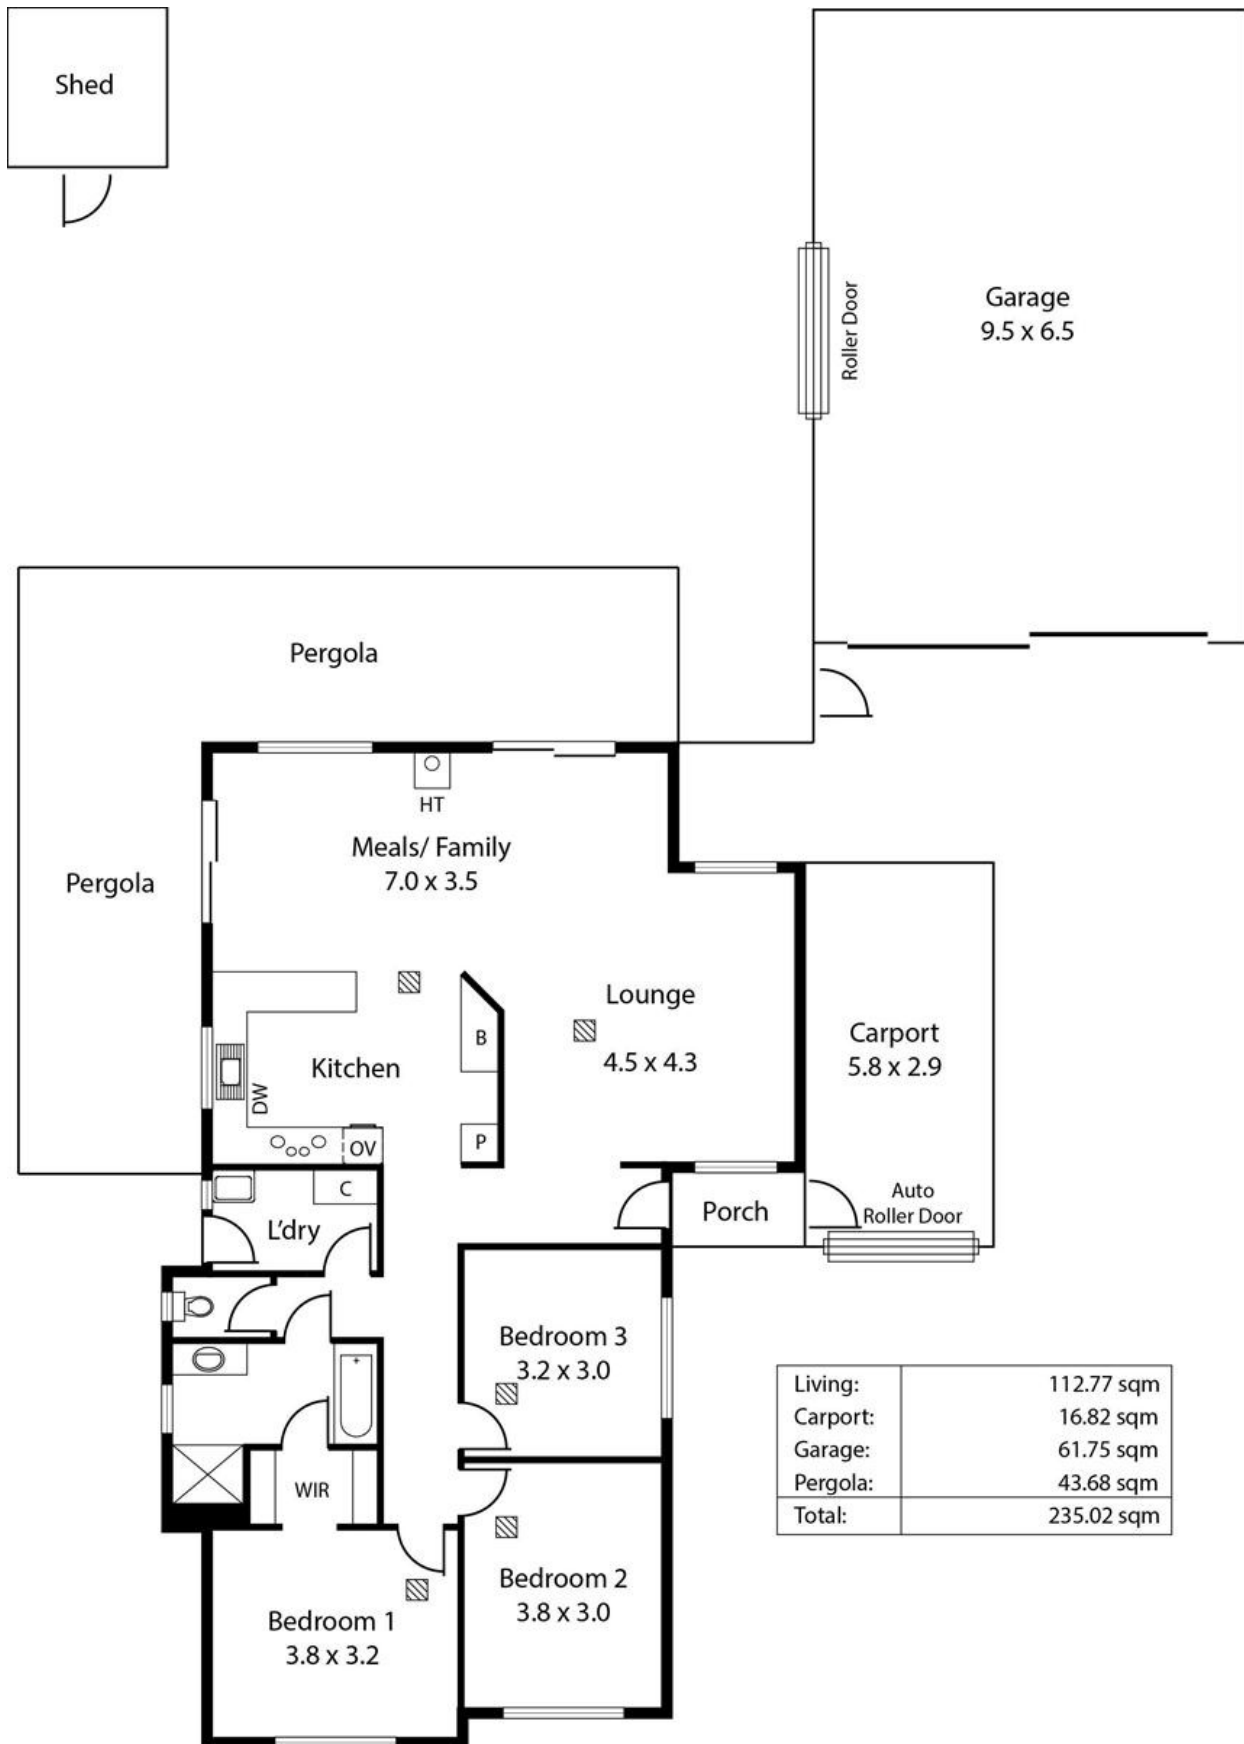 Shed
Garage
9.5 x 6.5
Roller Door
Pergola
HT
Meals/ Family
7.0 x 3.5
Pergola
Lounge
4.5 x 4.3
Carport
5.8 x 2.9
B
Kitchen
DW
OV
P
C
L'dry
Porch
Auto
Roller Door
Bedroom 3
3.2 x 3.0
Living: 112.77 sqm
Carport: 16.82 sqm
Garage: 61.75 sqm
Pergola: 43.68 sqm
Total: 235.02 sqm
WIR
Bedroom 2
3.8 x 3.0
Bedroom 1
3.8 x 3.2